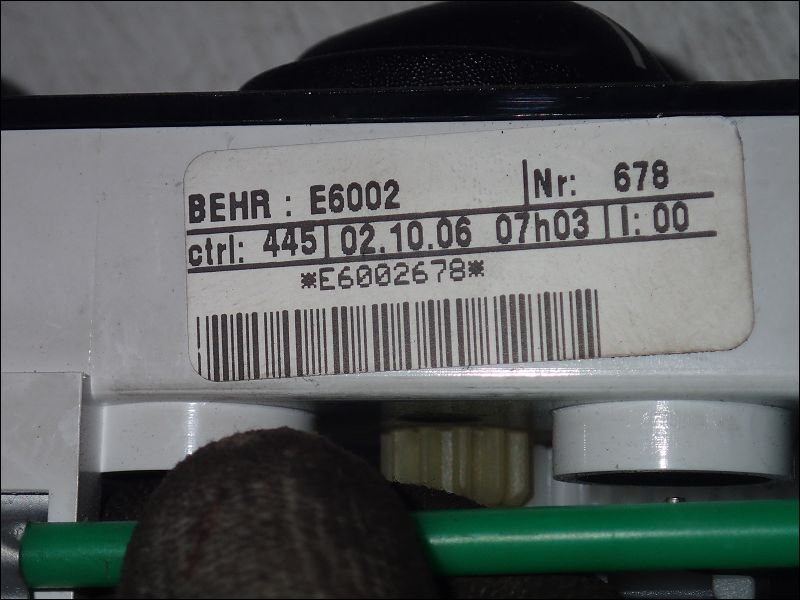 BEHR : E6002 Nr: 678
ctrl: 445 02.10.06 07h03 I: 00
*E6002678*